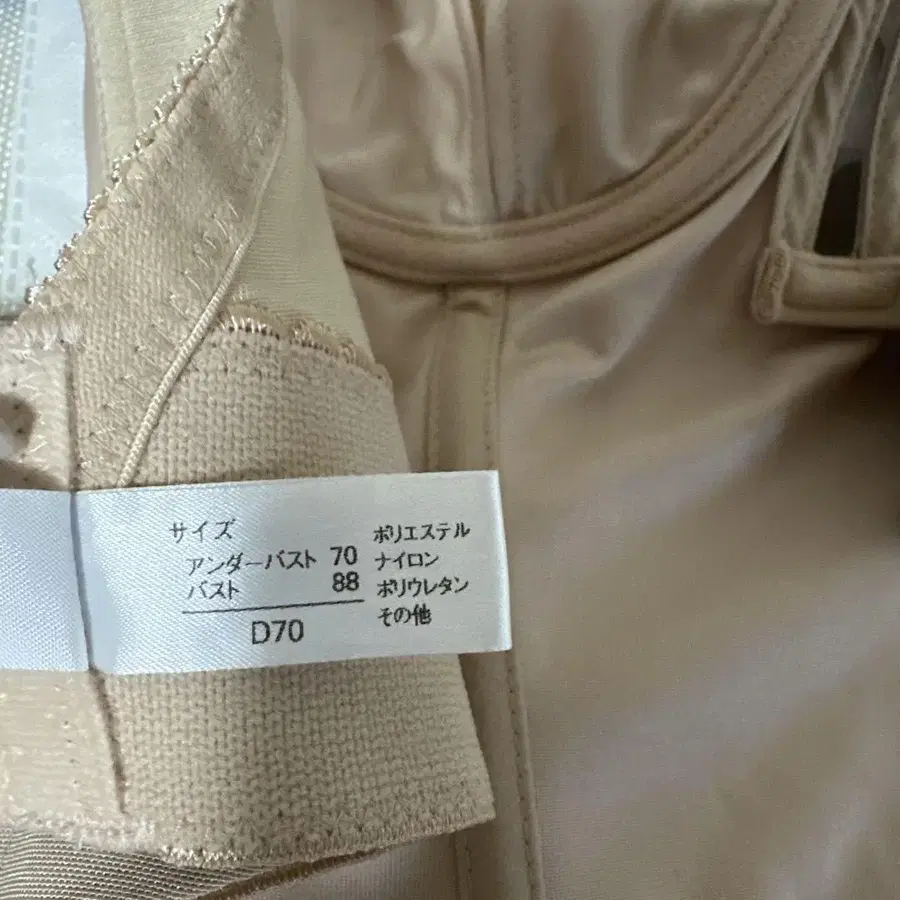 サイズ
アンダーバスト 70
バスト 88
D70
ポリエステル
ナイロン
ポリウレタン
その他